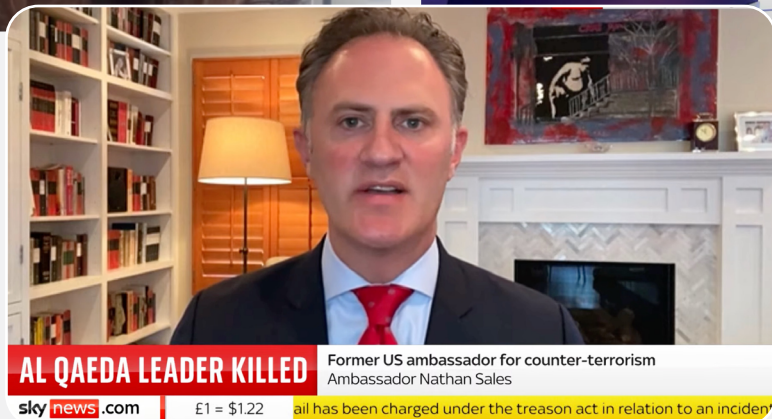 AL QAEDA LEADER KILLED
Former US ambassador for counter-terrorism
Ambassador Nathan Sales
sky news .com
£1 = $1.22
ail has been charged under the treason act in relation to an incident